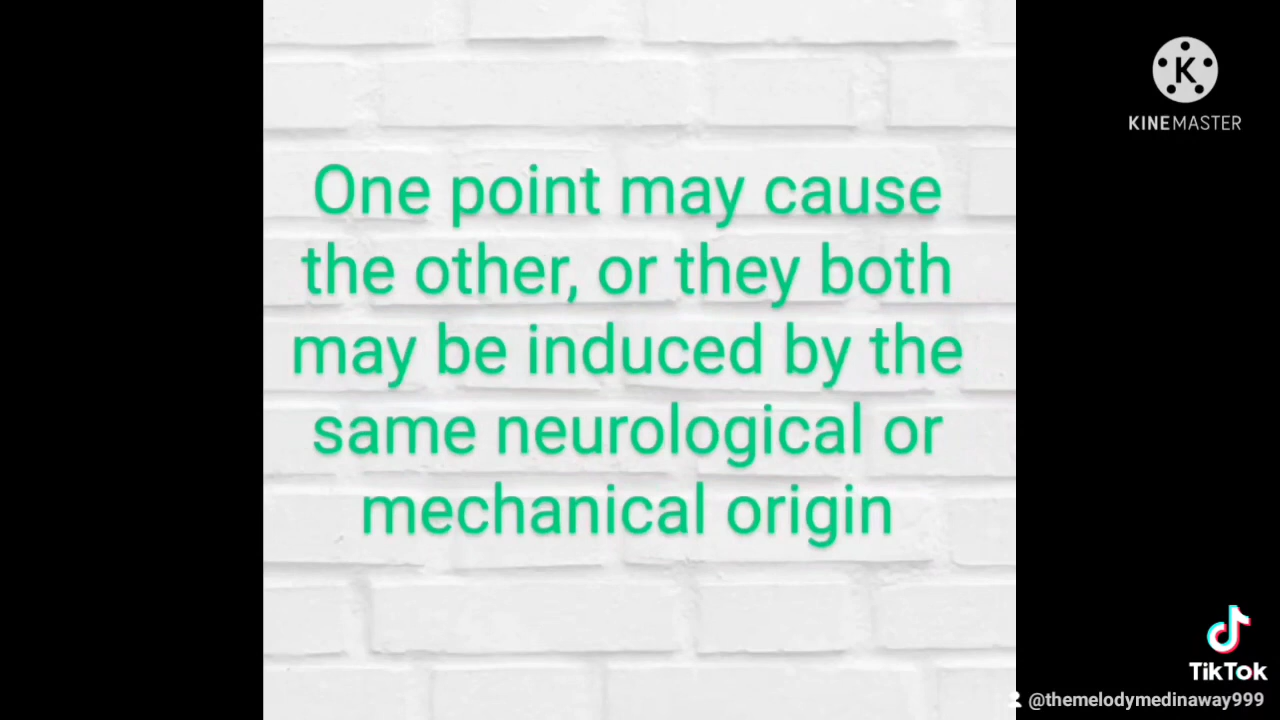 KINEMASTER
One point may cause
the other, or they both
may be induced by the
same neurological or
mechanical origin
TikTok
@themelodymedinaway999